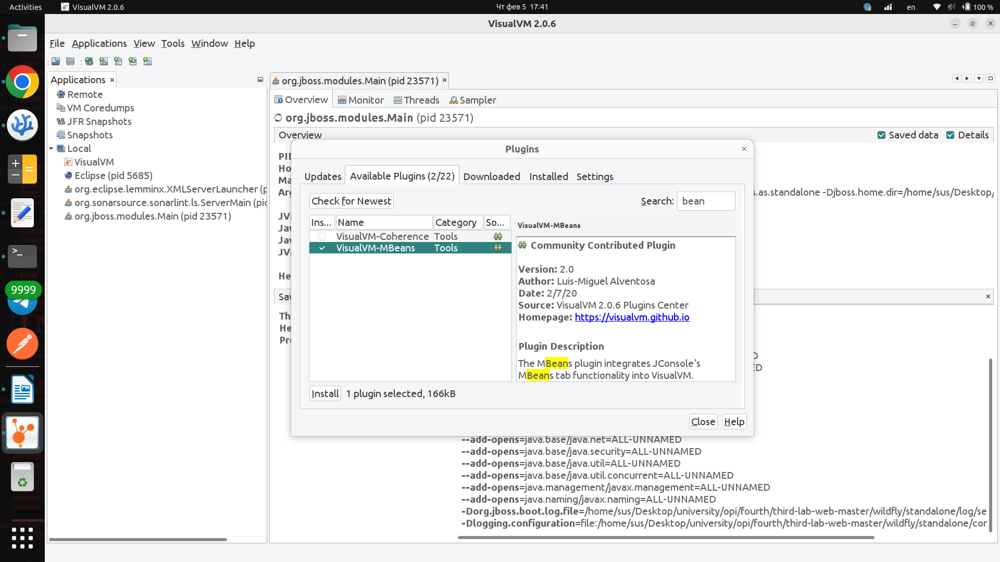 Activities
VisualVM 2.0.6
Чт фев 5 17:41
en
100 %
VisualVM 2.0.6
File Applications View Tools Window Help
Applications
org.jboss.modules.Main (pid 23571)
Remote
VM Coredumps
JFR Snapshots
Snapshots
Local
VisualVM
Eclipse (pid 5685)
org.eclipse.lemminx.XMLServerLauncher (p
org.sonarsource.sonarlint.ls.ServerMain (pid
org.jboss.modules.Main (pid 23571)
Overview Monitor Threads Sampler
org.jboss.modules.Main (pid 23571)
Overview
Saved data Details
PID
Ho
Ma
Arg
s.as.standalone -Djboss.home.dir=/home/sus/Desktop/
JV
Jav
Jav
JV
He
Sav
Th
He
Pro
Plugins
Updates Available Plugins (2/22) Downloaded Installed Settings
Check for Newest
Search: bean
Ins... Name Category So...
VisualVM-Coherence Tools
VisualVM-MBeans Tools
VisualVM-MBeans
Community Contributed Plugin
Version: 2.0
Author: Luis-Miguel Alventosa
Date: 2/7/20
Source: VisualVM 2.0.6 Plugins Center
Homepage: https://visualvm.github.io
Plugin Description
The MBeans plugin integrates JConsole's
MBeans tab functionality into VisualVM.
Install 1 plugin selected, 166kB
Close Help
D
ED
--add-opens=java.base/java.net=ALL-UNNAMED
--add-opens=java.base/java.security=ALL-UNNAMED
--add-opens=java.base/java.util=ALL-UNNAMED
--add-opens=java.base/java.util.concurrent=ALL-UNNAMED
--add-opens=java.management/javax.management=ALL-UNNAMED
--add-opens=java.naming/javax.naming=ALL-UNNAMED
-Dorg.jboss.boot.log.file=/home/sus/Desktop/university/opi/fourth/third-lab-web-master/wildfly/standalone/log/se
-Dlogging.configuration=file:/home/sus/Desktop/university/opi/fourth/third-lab-web-master/wildfly/standalone/cor
9999